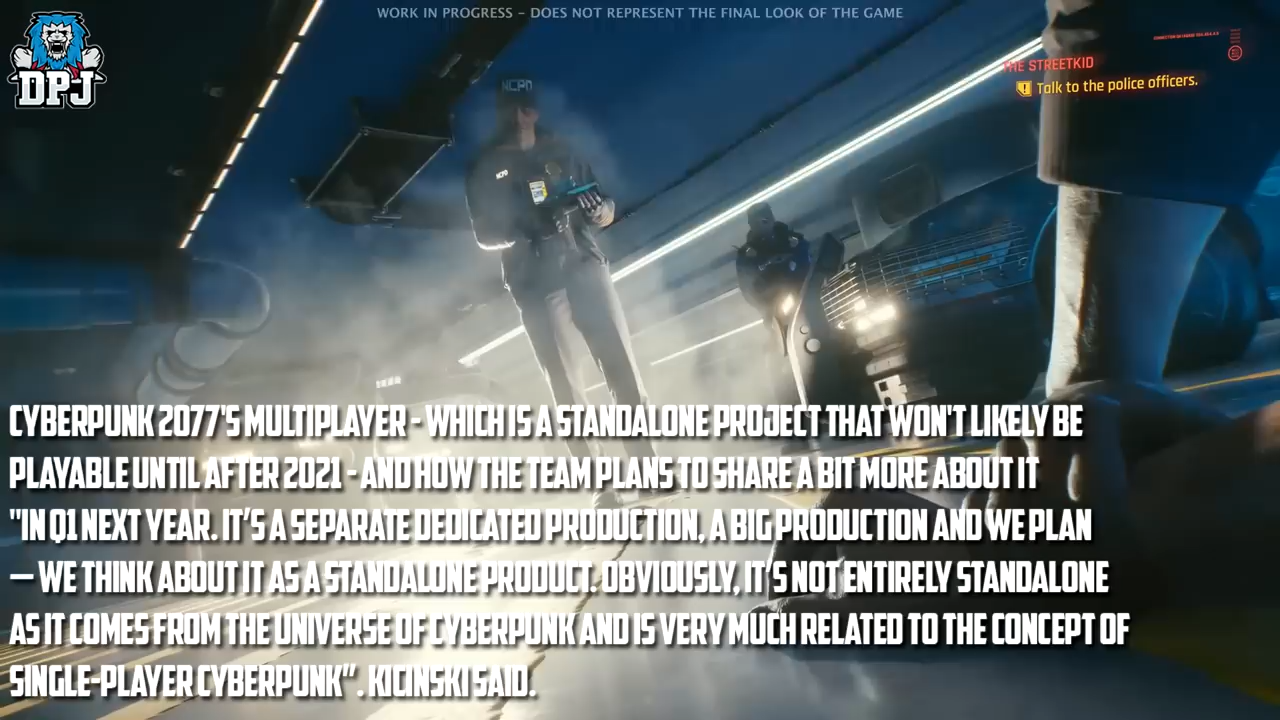 WORK IN PROGRESS – DOES NOT REPRESENT THE FINAL LOOK OF THE GAME
DPJ
THE STREETKID
Talk to the police officers.
NCPD
NCPD
CYBERPUNK 2077'S MULTIPLAYER - WHICH IS A STANDALONE PROJECT THAT WON'T LIKELY BE
PLAYABLE UNTIL AFTER 2021 - AND HOW THE TEAM PLANS TO SHARE A BIT MORE ABOUT IT
"IN Q1 NEXT YEAR. IT'S A SEPARATE DEDICATED PRODUCTION, A BIG PRODUCTION AND WE PLAN
— WE THINK ABOUT IT AS A STANDALONE PRODUCT. OBVIOUSLY, IT'S NOT ENTIRELY STANDALONE
AS IT COMES FROM THE UNIVERSE OF CYBERPUNK AND IS VERY MUCH RELATED TO THE CONCEPT OF
SINGLE-PLAYER CYBERPUNK". KICINSKI SAID.